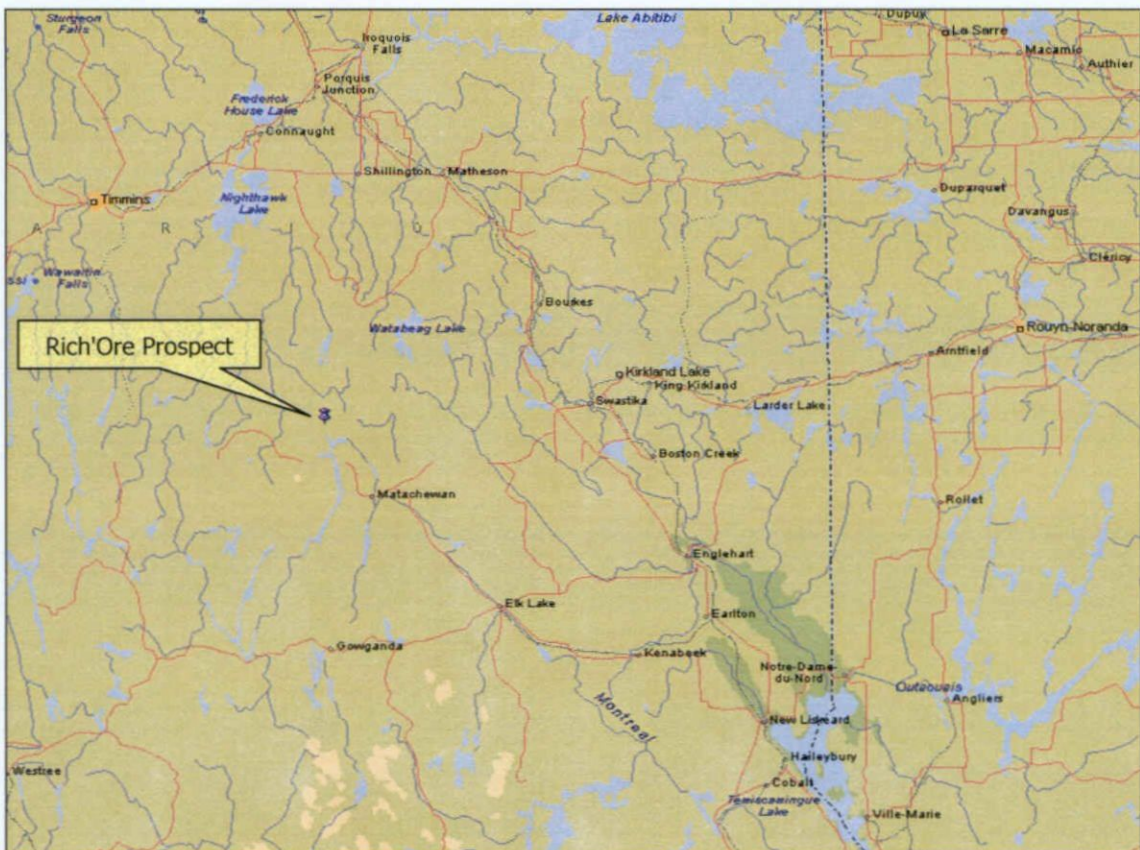 Sturgeon
Falls
Lake Abitibi
Dupuy
La Sarre
Macamic
Authier
Iroquois
Falls
Porquis
Junction
Frederick
House Lake
Connaught
Shillington
Matheson
Timmins
Nighthawk
Lake
Duparquet
Davangus
A R
Clericy
ssi
Wawaitin
Falls
Bourkes
Watabeag Lake
Rouyn-Noranda
Rich'Ore Prospect
Arntfield
Kirkland Lake
King Kirkland
Swastika
Larder Lake
Boston Creek
Matachewan
Rollet
Englehart
Elk Lake
Earlton
Gowganda
Kenabeek
Notre-Dame-
du-Nord
Outaouais
Angliers
Montreal
New Liskeard
Haileybury
Westree
Cobalt
Temiscamingue
Lake
Ville-Marie